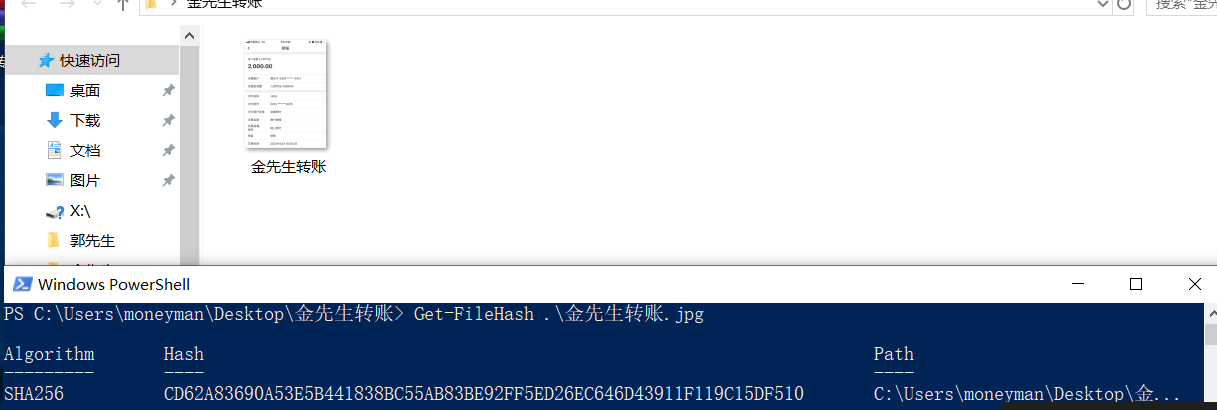 金先生转账
搜索"金
快速访问
桌面
下载
文档
图片
X:\
郭先生
2,000.00
金先生转账
Windows PowerShell
PS C:\Users\moneyman\Desktop\金先生转账> Get-FileHash .\金先生转账.jpg
Algorithm Hash Path
--------- ---- ----
SHA256 CD62A83690A53E5B441838BC55AB83BE92FF5ED26EC646D43911F119C15DF510 C:\Users\moneyman\Desktop\金...